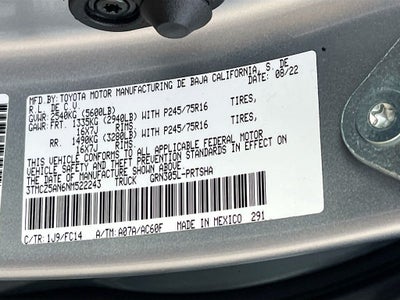 MFD.BY:TOYOTA MOTOR MANUFACTURING DE BAJA CALIFORNIA, S. DE
R.L. DE C.V. DATE: 08/22
GVWR: 2540KG (5600LB)
GAWR: FRT. 1335KG (2940LB) WITH P245/75R16 TIRES,
16X7J RIMS
RR. 1490KG (3280LB) WITH P245/75R16 TIRES,
16X7J RIMS
THIS VEHICLE CONFORMS TO ALL APPLICABLE FEDERAL MOTOR
VEHICLE SAFETY AND THEFT PREVENTION STANDARDS IN EFFECT ON
THE DATE OF MANUFACTURE SHOWN ABOVE.
3TMCZ5AN6NM522243 TRUCK GRN305L-PRTSHA
C/TR: 1J9/FC14 A/TM: A07A/AC60F MADE IN MEXICO 291